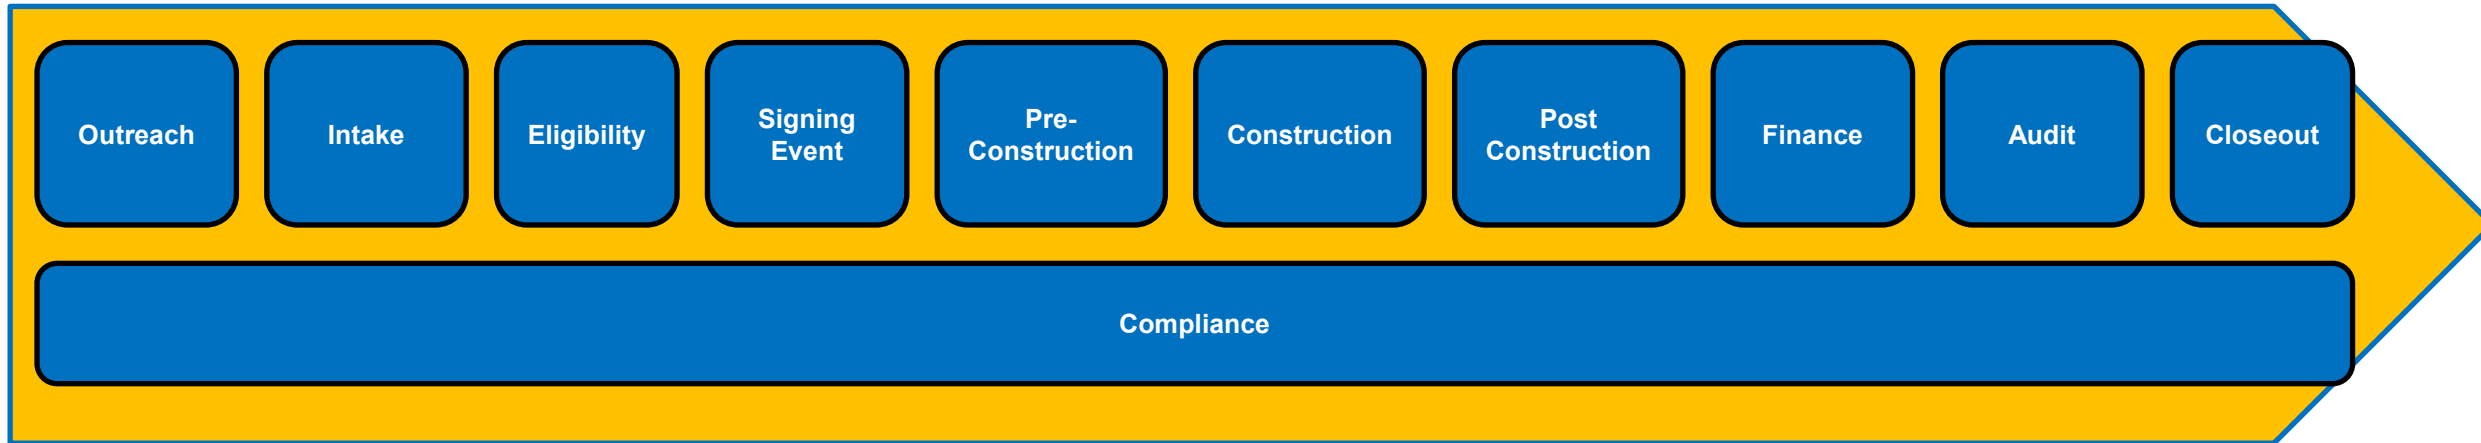 Outreach
Intake
Eligibility
Signing
Event
Pre-
Construction
Construction
Post
Construction
Finance
Audit
Closeout
Compliance